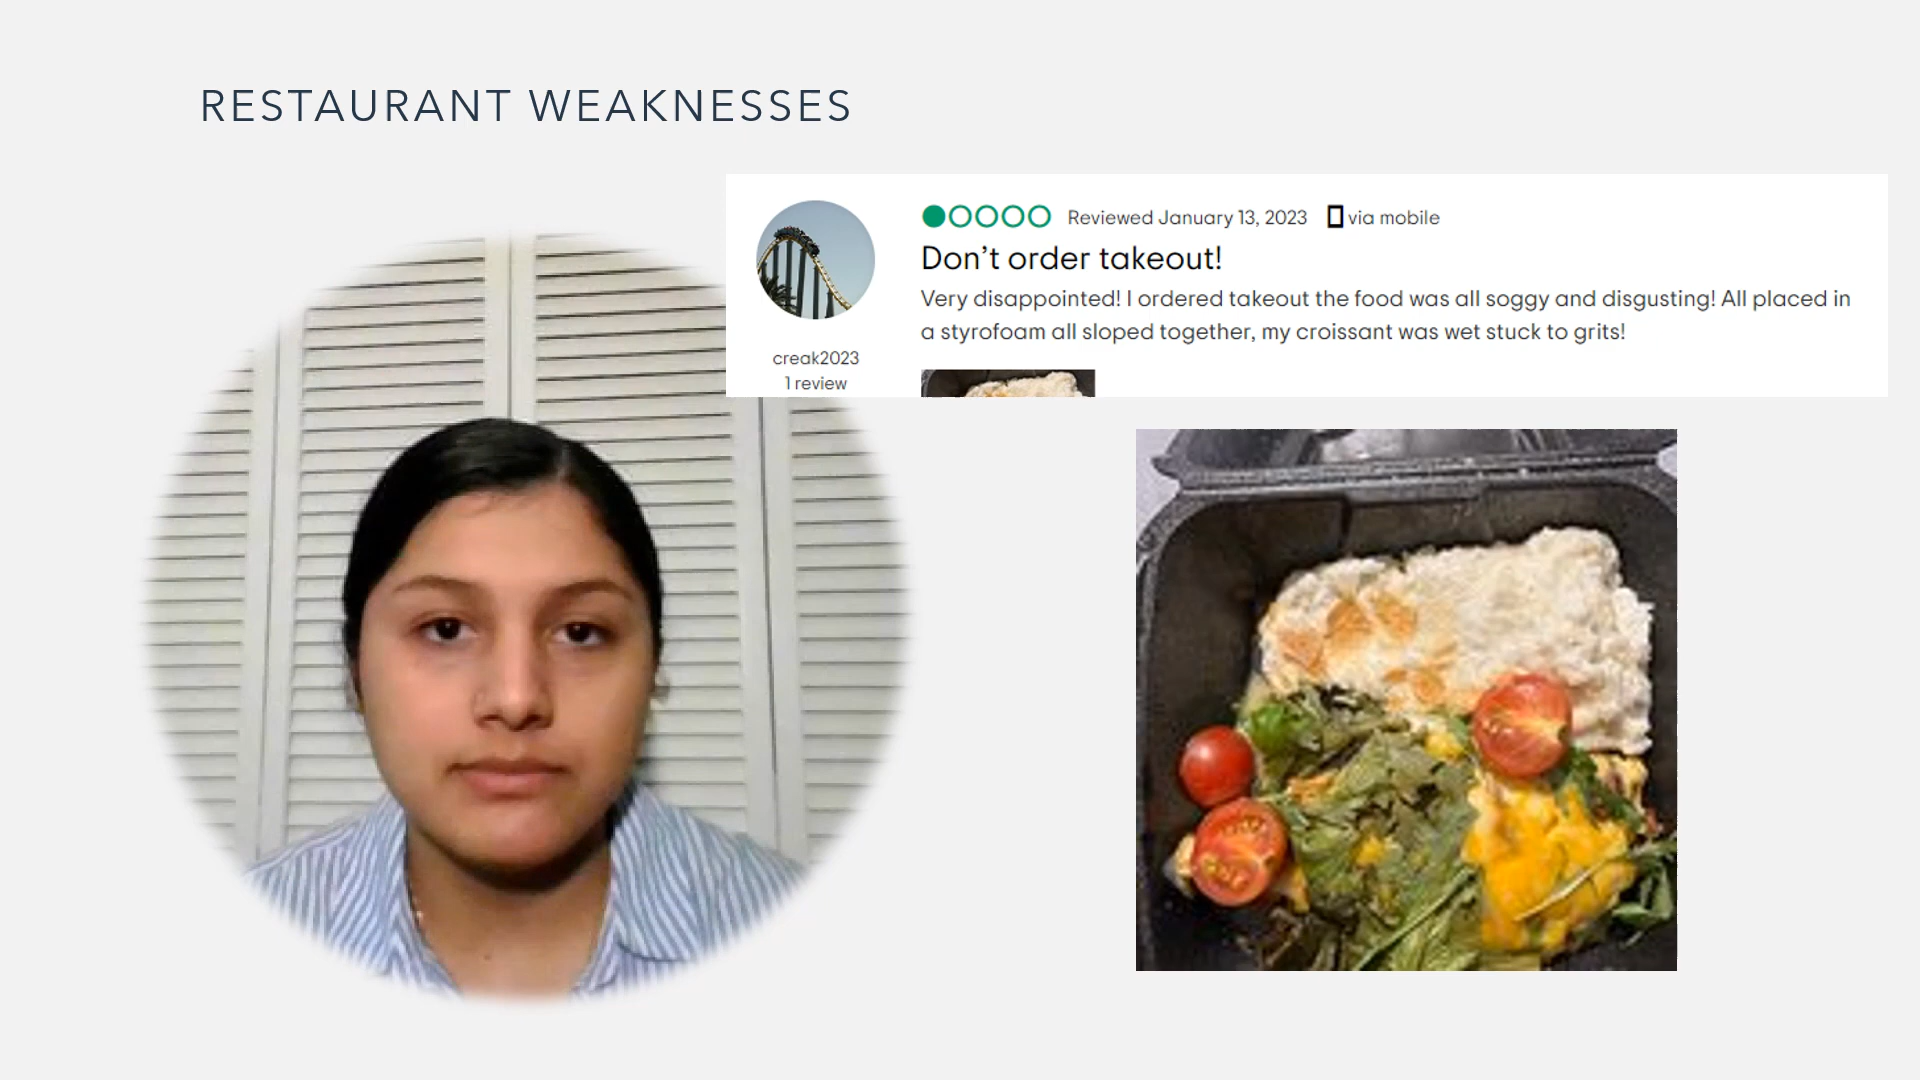 RESTAURANT WEAKNESSES
Reviewed January 13, 2023 via mobile
Don’t order takeout!
Very disappointed! I ordered takeout the food was all soggy and disgusting! All placed in
a styrofoam all sloped together, my croissant was wet stuck to grits!
creak2023
1 review